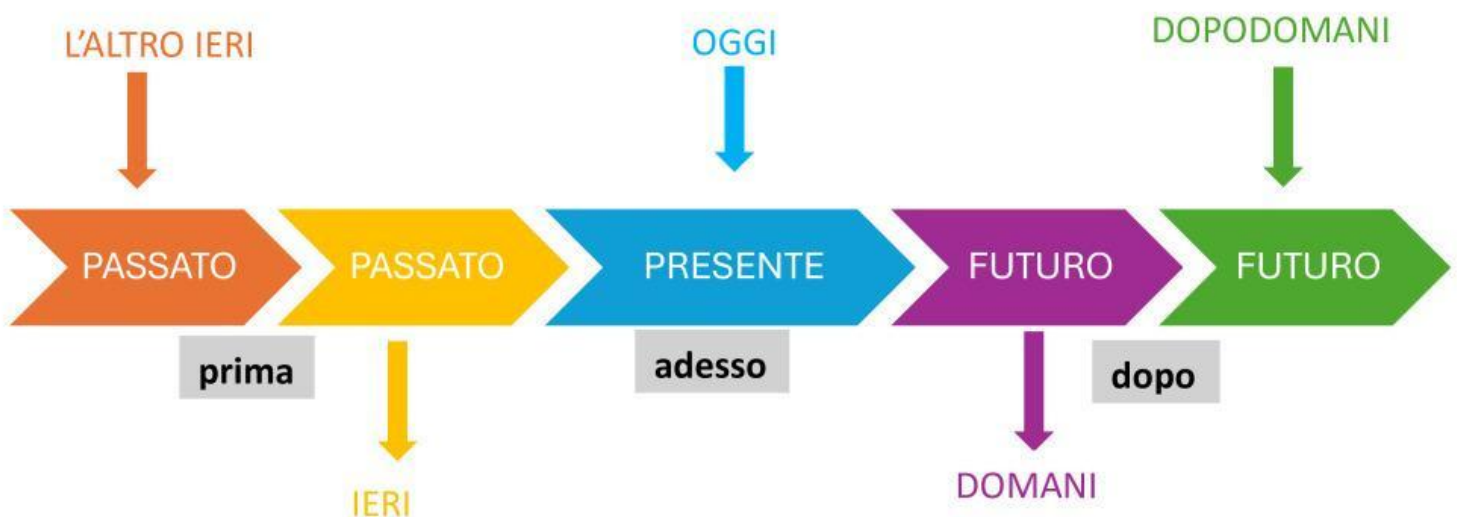 L'ALTRO IERI
OGGI
DOPODOMANI
PASSATO
PASSATO
PRESENTE
FUTURO
FUTURO
prima
adesso
dopo
IERI
DOMANI